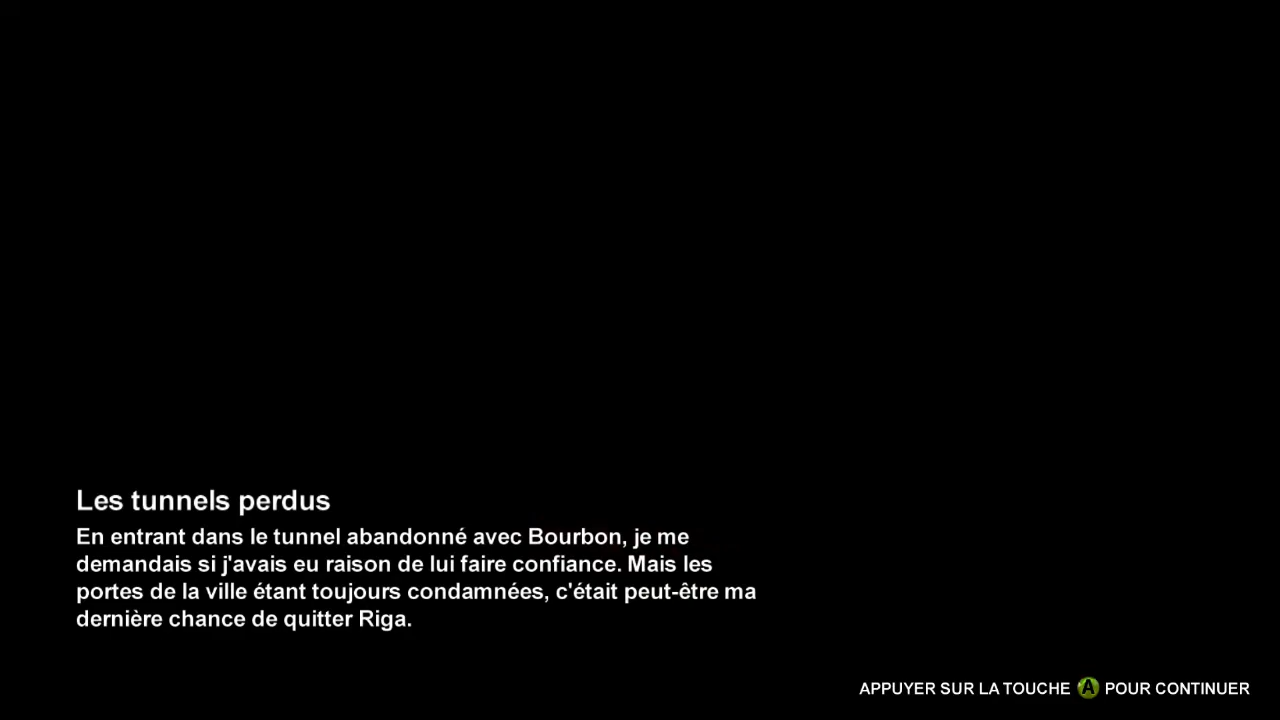 Les tunnels perdus
En entrant dans le tunnel abandonné avec Bourbon, je me
demandais si j'avais eu raison de lui faire confiance. Mais les
portes de la ville étant toujours condamnées, c'était peut-être ma
dernière chance de quitter Riga.
APPUYER SUR LA TOUCHE A POUR CONTINUER